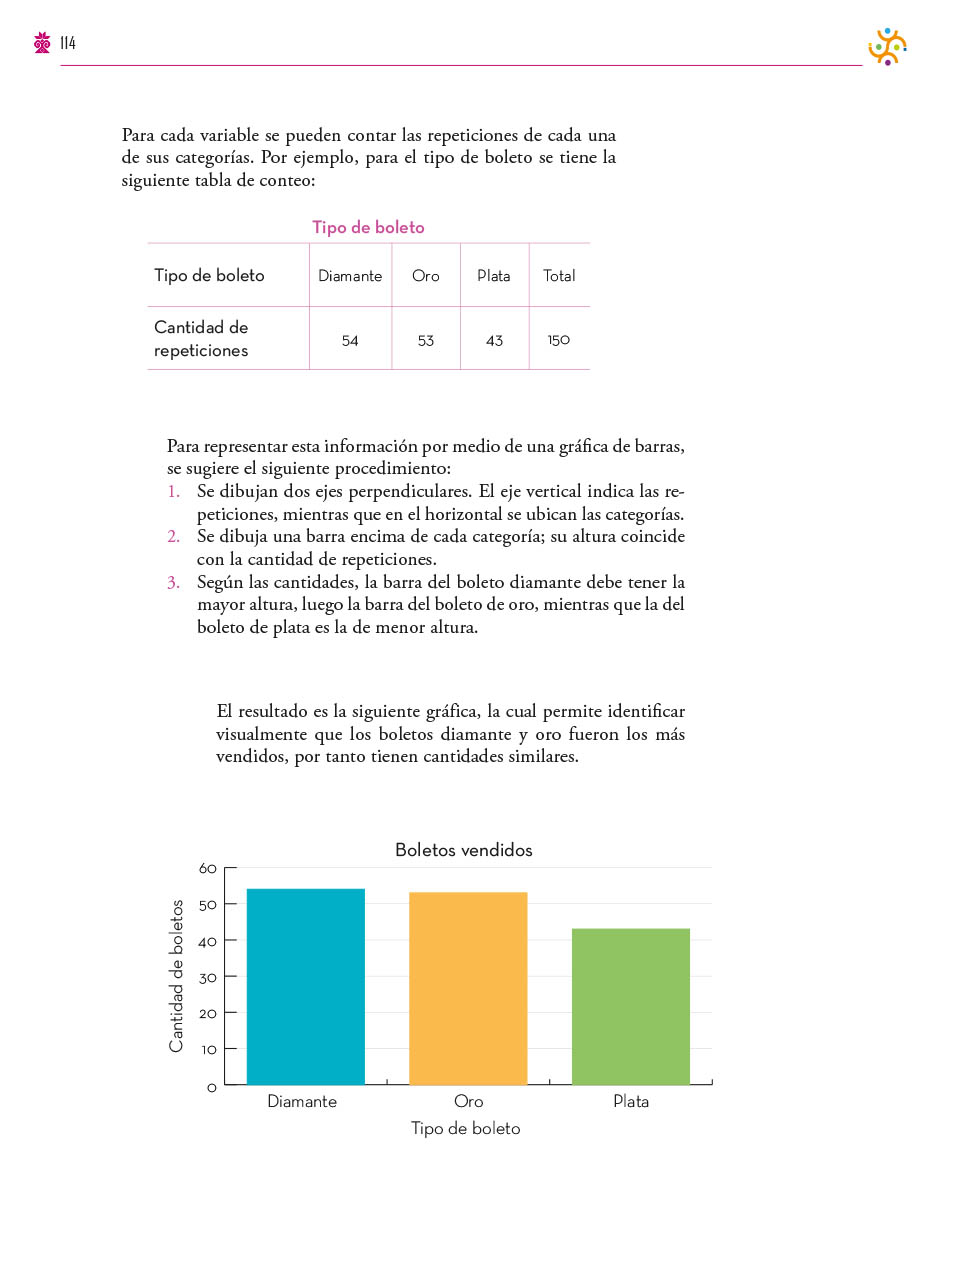 114
Para cada variable se pueden contar las repeticiones de cada una
de sus categorías. Por ejemplo, para el tipo de boleto se tiene la
siguiente tabla de conteo:
Tipo de boleto
Tipo de boleto Diamante Oro Plata Total
Cantidad de
repeticiones 54 53 43 150
Para representar esta información por medio de una gráfica de barras,
se sugiere el siguiente procedimiento:
1. Se dibujan dos ejes perpendiculares. El eje vertical indica las re-
peticiones, mientras que en el horizontal se ubican las categorías.
2. Se dibuja una barra encima de cada categoría; su altura coincide
con la cantidad de repeticiones.
3. Según las cantidades, la barra del boleto diamante debe tener la
mayor altura, luego la barra del boleto de oro, mientras que la del
boleto de plata es la de menor altura.
El resultado es la siguiente gráfica, la cual permite identificar
visualmente que los boletos diamante y oro fueron los más
vendidos, por tanto tienen cantidades similares.
Boletos vendidos
Cantidad de boletos
60
50
40
30
20
10
0
Diamante Oro Plata
Tipo de boleto